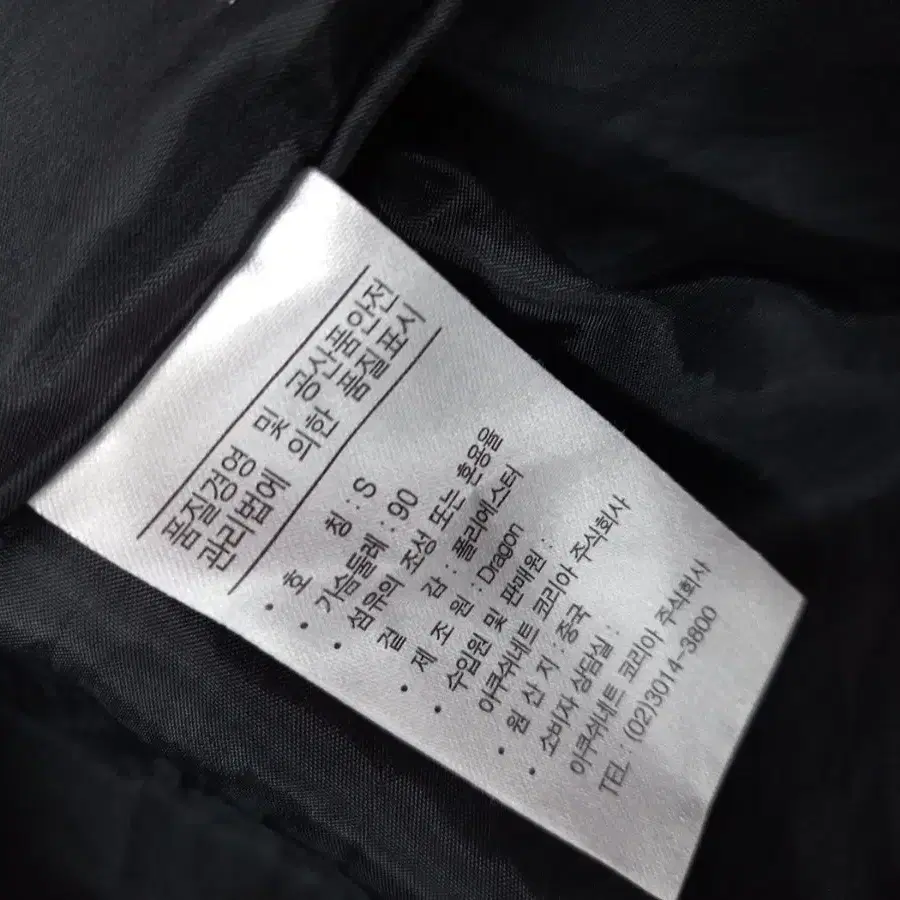 품질경영 및 공산품안전
관리법에 의한 품질표시
· 호 칭 : S
· 가슴둘레 : 90
· 섬유의 조성 또는 혼용율
겉 감 : 폴리에스터
· 제 조 원 : Dragon
· 수입원 및 판매원 :
아쿠쉬네트 코리아 주식회사
· 원 산 지 : 중국
· 소비자 상담실 :
아쿠쉬네트 코리아 주식회사
TEL : (02)3014-3800